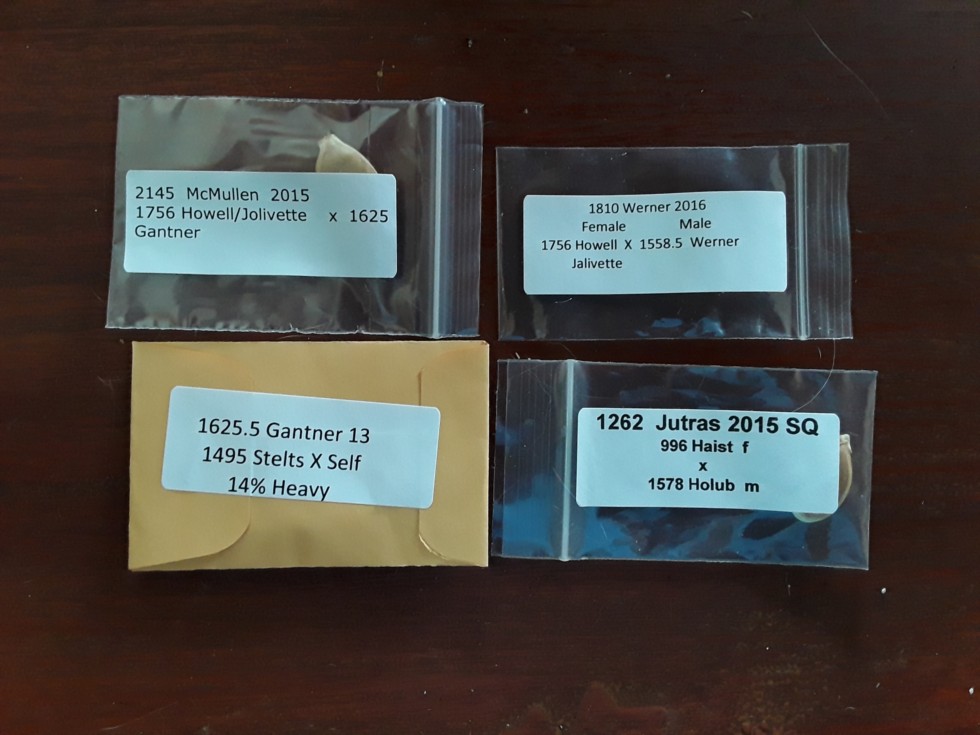 2145 McMullen 2015
1756 Howell/Jolivette x 1625
Gantner
1810 Werner 2016
Female Male
1756 Howell X 1558.5 Werner
Jalivette
1625.5 Gantner 13
1495 Stelts X Self
14% Heavy
1262 Jutras 2015 SQ
996 Haist f
x
1578 Holub m